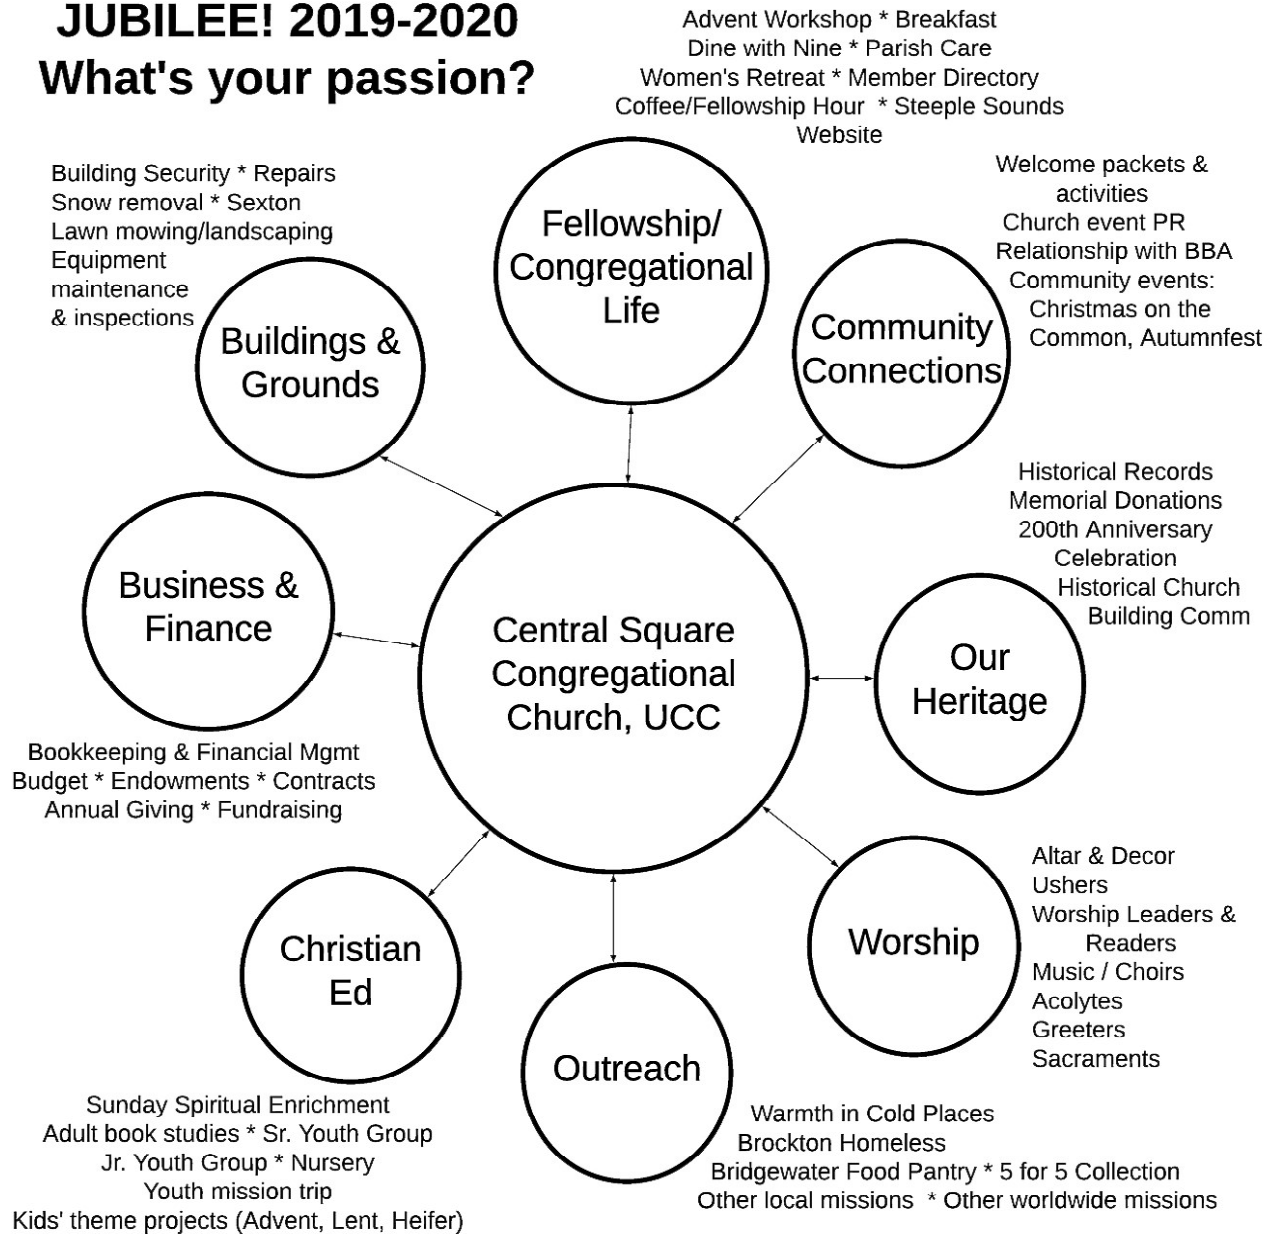 JUBILEE! 2019-2020
What's your passion?
Advent Workshop * Breakfast
Dine with Nine * Parish Care
Women's Retreat * Member Directory
Coffee/Fellowship Hour * Steeple Sounds
Website
Fellowship/
Congregational
Life
Welcome packets &
activities
Church event PR
Relationship with BBA
Community events:
Christmas on the
Common, Autumnfest
Community
Connections
Building Security * Repairs
Snow removal * Sexton
Lawn mowing/landscaping
Equipment
maintenance
& inspections
Buildings &
Grounds
Historical Records
Memorial Donations
200th Anniversary
Celebration
Historical Church
Building Comm
Our
Heritage
Business &
Finance
Bookkeeping & Financial Mgmt
Budget * Endowments * Contracts
Annual Giving * Fundraising
Central Square
Congregational
Church, UCC
Altar & Decor
Ushers
Worship Leaders &
Readers
Music / Choirs
Acolytes
Greeters
Sacraments
Worship
Christian
Ed
Sunday Spiritual Enrichment
Adult book studies * Sr. Youth Group
Jr. Youth Group * Nursery
Youth mission trip
Kids' theme projects (Advent, Lent, Heifer)
Outreach
Warmth in Cold Places
Brockton Homeless
Bridgewater Food Pantry * 5 for 5 Collection
Other local missions * Other worldwide missions